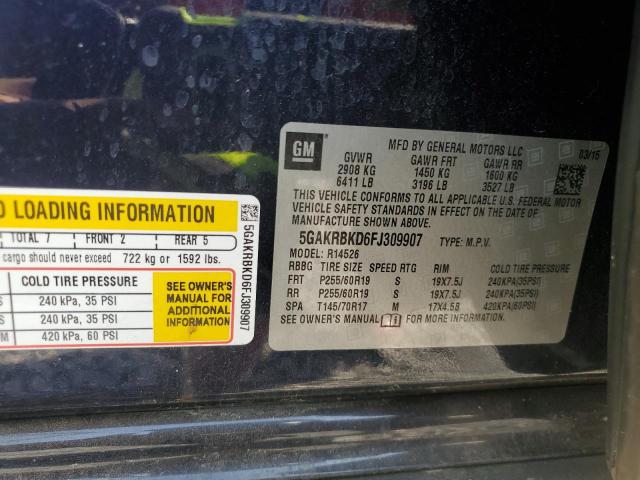 LOADING INFORMATION
TOTAL 7 FRONT 2 REAR 5
cargo should never exceed 722 kg or 1592 lbs.
COLD TIRE PRESSURE
240 kPa, 35 PSI
240 kPa, 35 PSI
420 kPa, 60 PSI
SEE OWNER'S
MANUAL FOR
ADDITIONAL
INFORMATION
5GAKRBKD6FJ309907
GM
MFD BY GENERAL MOTORS LLC
03/15
GVWR GAWR FRT GAWR RR
2908 KG 1450 KG 1600 KG
6411 LB 3196 LB 3527 LB
THIS VEHICLE CONFORMS TO ALL APPLICABLE U.S. FEDERAL MOTOR
VEHICLE SAFETY STANDARDS IN EFFECT ON THE DATE OF
MANUFACTURE SHOWN ABOVE.
5GAKRBKD6FJ309907 TYPE: M.P.V.
MODEL: R14526
RBBG TIRE SIZE SPEED RTG RIM COLD TIRE PRESSURE
FRT P255/60R19 S 19X7.5J 240KPA(35PSI)
RR P255/60R19 S 19X7.5J 240KPA(35PSI)
SPA T145/70R17 M 17X4.5B 420KPA(60PSI)
SEE OWNER'S MANUAL FOR MORE INFORMATION.